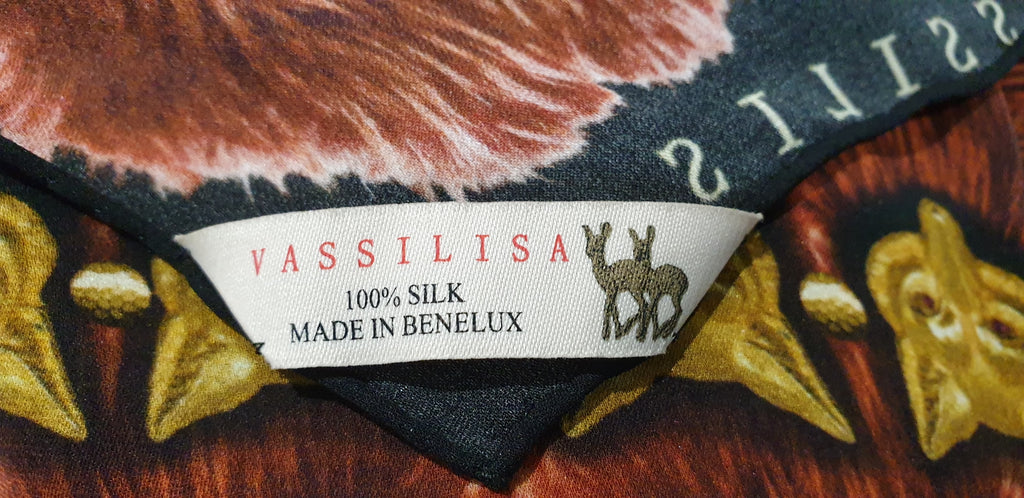 VASSILISA
100% SILK
MADE IN BENELUX